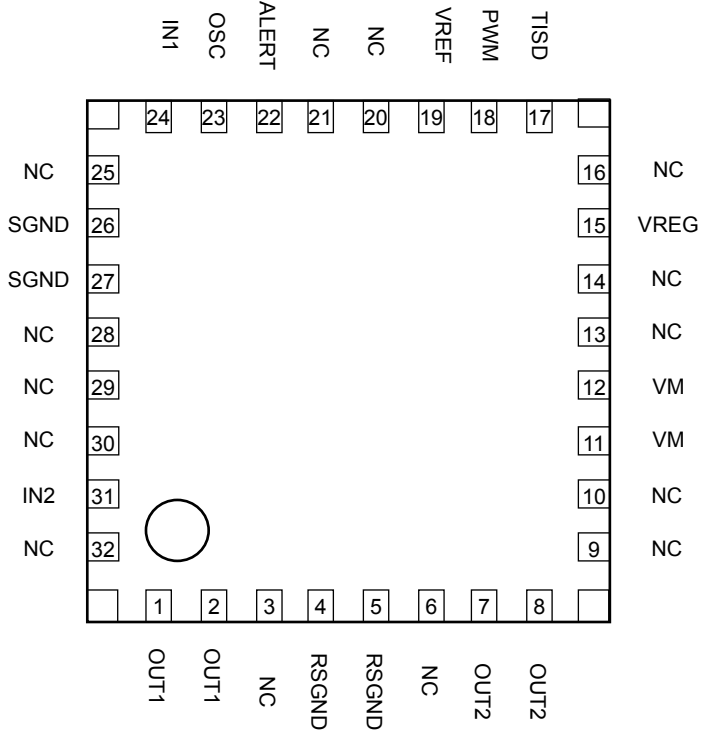 IN1
OSC
ALERT
NC
NC
VREF
PWM
TISD
24
23
22
21
20
19
18
17
NC 25
16 NC
SGND 26
15 VREG
SGND 27
14 NC
NC 28
13 NC
NC 29
12 VM
NC 30
11 VM
IN2 31
10 NC
NC 32
9 NC
1
2
3
4
5
6
7
8
OUT1
OUT1
NC
RSGND
RSGND
NC
OUT2
OUT2